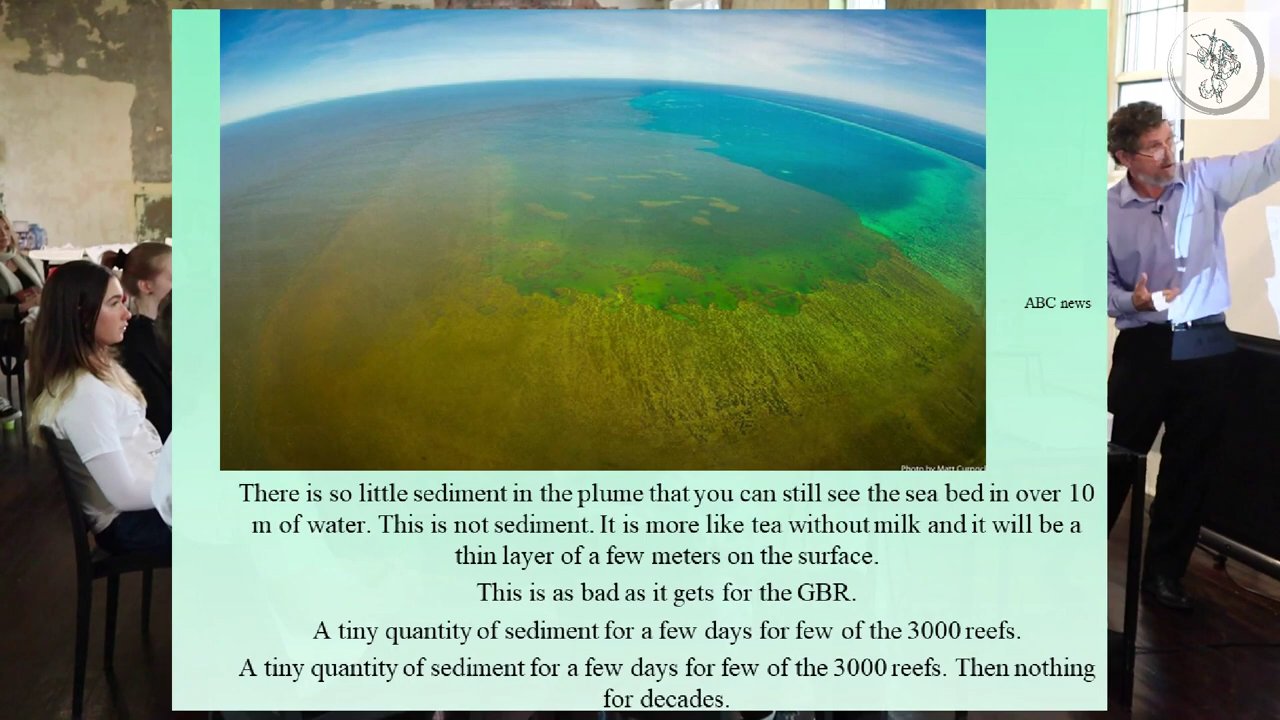 ABC news
Photo by Matt Curnock
There is so little sediment in the plume that you can still see the sea bed in over 10
m of water. This is not sediment. It is more like tea without milk and it will be a
thin layer of a few meters on the surface.
This is as bad as it gets for the GBR.
A tiny quantity of sediment for a few days for few of the 3000 reefs.
A tiny quantity of sediment for a few days for few of the 3000 reefs. Then nothing
for decades.